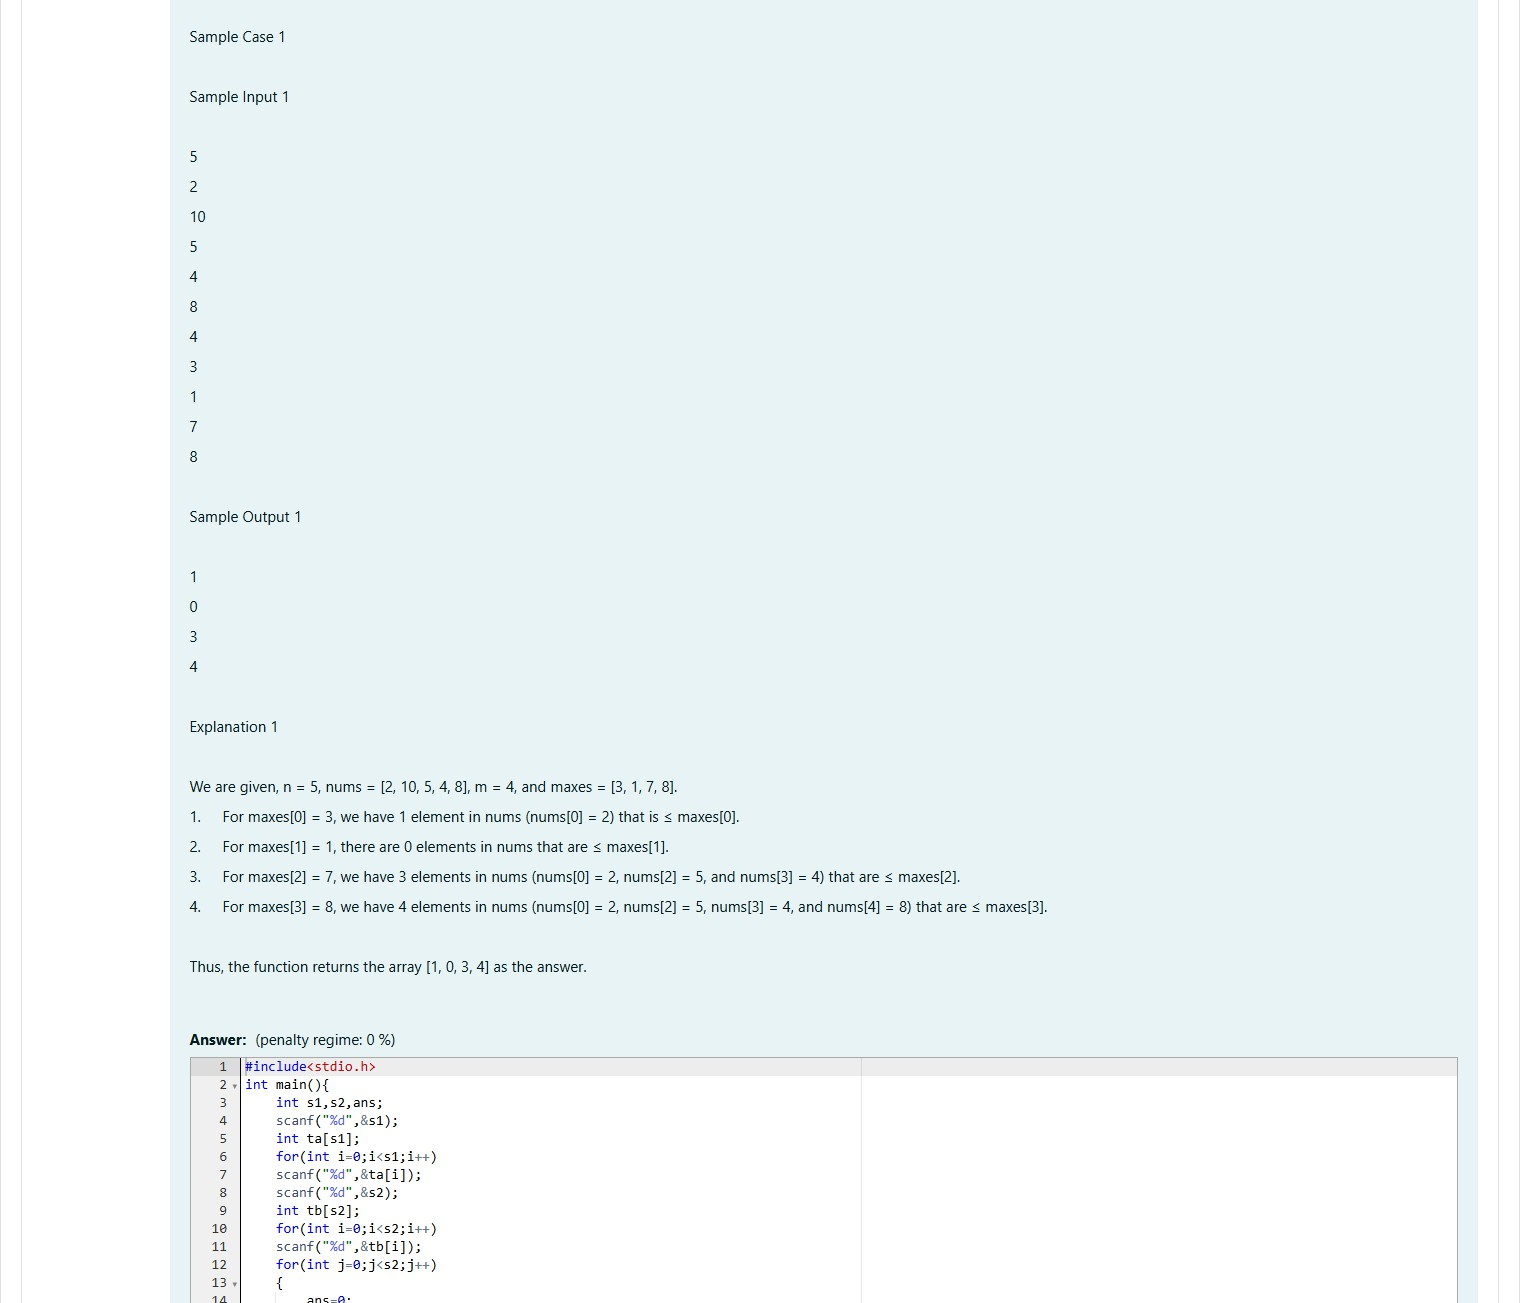 Sample Case 1
Sample Input 1
5
2
10
5
4
8
4
3
1
7
8
Sample Output 1
1
0
3
4
Explanation 1
We are given, n = 5, nums = [2, 10, 5, 4, 8], m = 4, and maxes = [3, 1, 7, 8].
1. For maxes[0] = 3, we have 1 element in nums (nums[0] = 2) that is ≤ maxes[0].
2. For maxes[1] = 1, there are 0 elements in nums that are ≤ maxes[1].
3. For maxes[2] = 7, we have 3 elements in nums (nums[0] = 2, nums[2] = 5, and nums[3] = 4) that are ≤ maxes[2].
4. For maxes[3] = 8, we have 4 elements in nums (nums[0] = 2, nums[2] = 5, nums[3] = 4, and nums[4] = 8) that are ≤ maxes[3].
Thus, the function returns the array [1, 0, 3, 4] as the answer.
Answer: (penalty regime: 0 %)
1 #include<stdio.h>
2 int main(){
3 int s1,s2,ans;
4 scanf("%d",&s1);
5 int ta[s1];
6 for(int i=0;i<s1;i++)
7 scanf("%d",&ta[i]);
8 scanf("%d",&s2);
9 int tb[s2];
10 for(int i=0;i<s2;i++)
11 scanf("%d",&tb[i]);
12 for(int j=0;j<s2;j++)
13 {
14 ans=0;